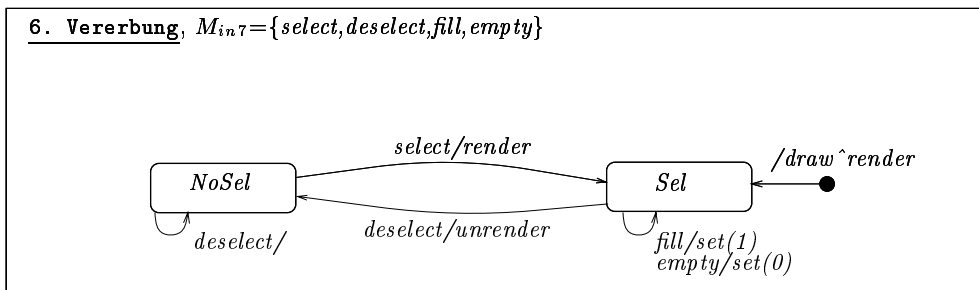 6. Vererbung, M_in7={select,deselect,fill,empty}
select/render
/draw^render
NoSel
Sel
deselect/
deselect/unrender
fill/set(1)
empty/set(0)